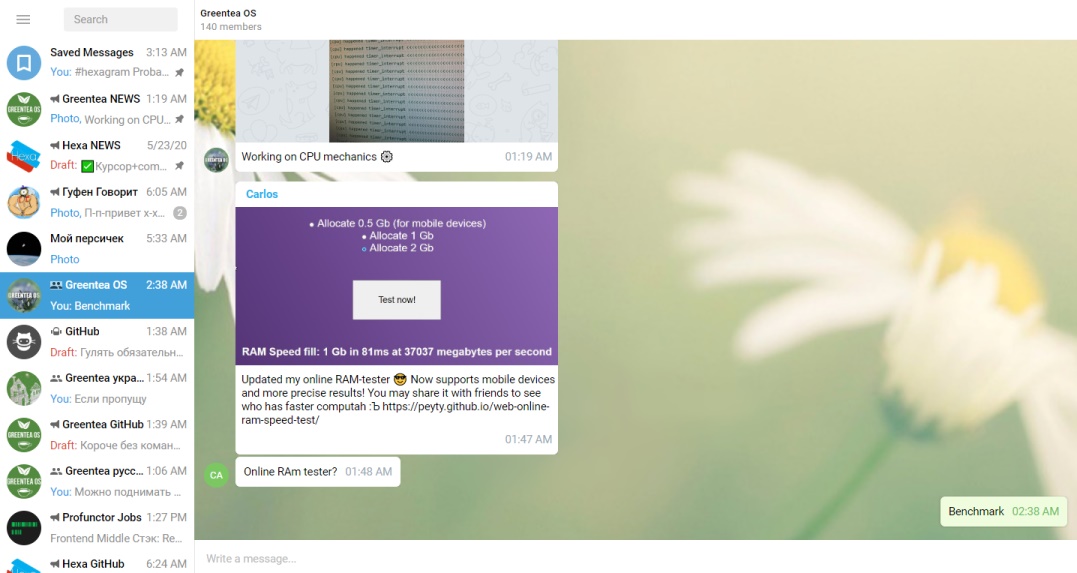 Search
Saved Messages 3:13 AM
You: #hexagram Proba...
Greentea NEWS 1:19 AM
Photo, Working on CPU...
Hexa NEWS 5/23/20
Draft: ✅Курсор+com...
Гуфен Говорит 6:05 AM
Photo, П-п-привет х-х... 2
Мой персичек 5:33 AM
Photo
Greentea OS 2:38 AM
You: Benchmark
GitHub 1:38 AM
Draft: Гулять обязательн...
Greentea укра... 1:54 AM
You: Если пропущу
Greentea GitHub 1:39 AM
Draft: Короче без коман...
Greentea русс... 1:06 AM
You: Можно поднимать ...
Profunctor Jobs 1:27 PM
Frontend Middle Стэк: Re...
Hexa GitHub 6:24 AM
Greentea OS
140 members
Working on CPU mechanics 01:19 AM
Carlos
Allocate 0.5 Gb (for mobile devices)
Allocate 1 Gb
Allocate 2 Gb
Test now!
RAM Speed fill: 1 Gb in 81ms at 37037 megabytes per second
Updated my online RAM-tester 😎 Now supports mobile devices
and more precise results! You may share it with friends to see
who has faster computah :Ъ https://peyty.github.io/web-online-
ram-speed-test/
01:47 AM
CA
Online RAm tester? 01:48 AM
Benchmark 02:38 AM
Write a message...